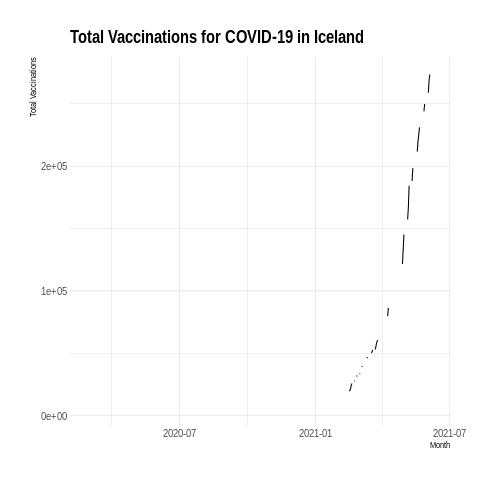 Total Vaccinations for COVID-19 in Iceland
Total Vaccinations
2e+05
1e+05
0e+00
2020-07
2021-01
2021-07
Month